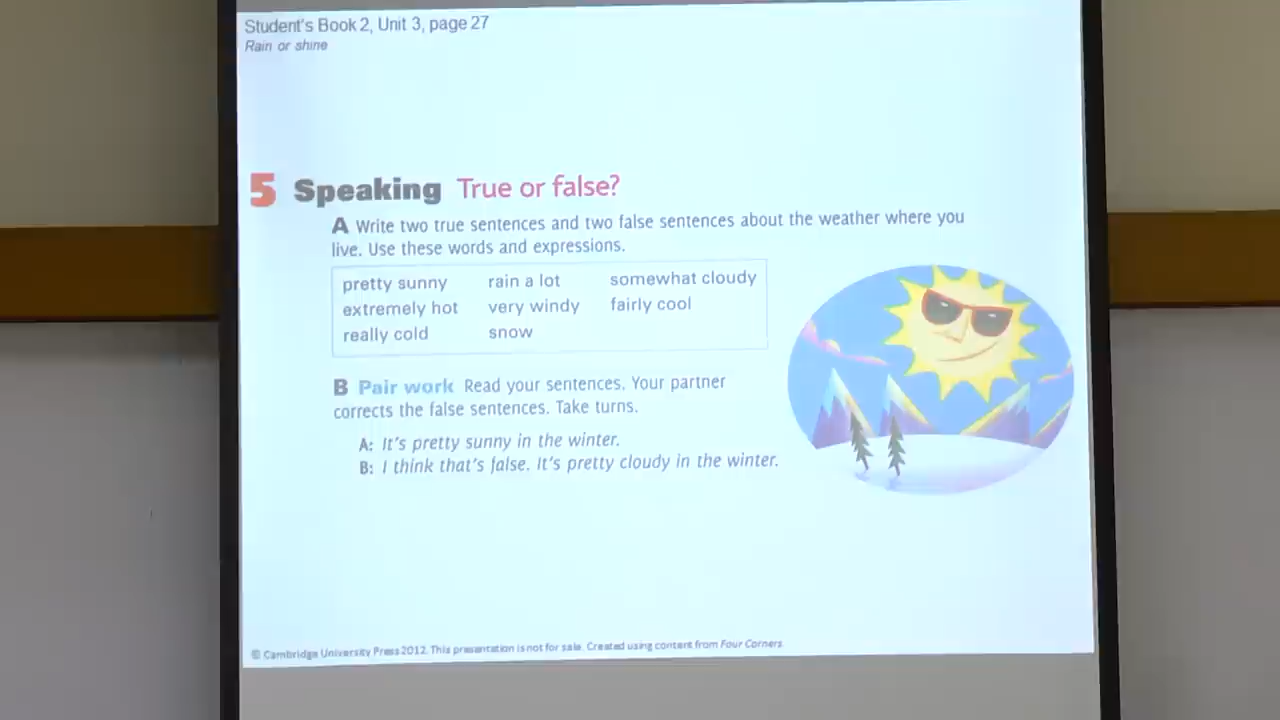 Student's Book 2, Unit 3, page 27
Rain or shine
5 Speaking True or false?
A Write two true sentences and two false sentences about the weather where you
live. Use these words and expressions.
pretty sunny rain a lot somewhat cloudy
extremely hot very windy fairly cool
really cold snow
B Pair work Read your sentences. Your partner
corrects the false sentences. Take turns.
A: It's pretty sunny in the winter.
B: I think that's false. It's pretty cloudy in the winter.
© Cambridge University Press 2012. This presentation is not for sale. Created using content from Four Corners